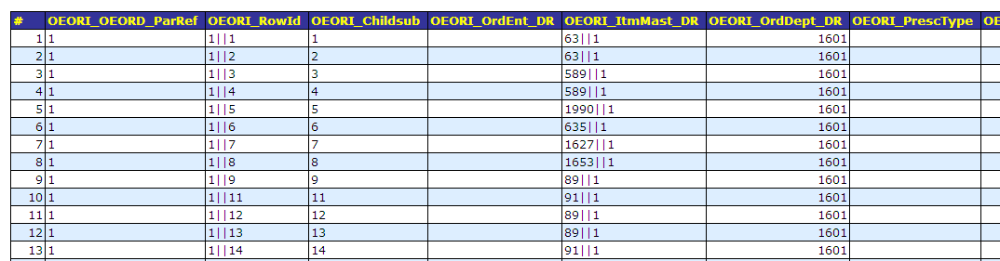 # OEORI_OEORD_ParRef OEORI_RowId OEORI_Childsub OEORI_OrdEnt_DR OEORI_ItmMast_DR OEORI_OrdDept_DR OEORI_PrescType OE
1 1 1||1 1 63||1 1601
2 1 1||2 2 63||1 1601
3 1 1||3 3 589||1 1601
4 1 1||4 4 589||1 1601
5 1 1||5 5 1990||1 1601
6 1 1||6 6 635||1 1601
7 1 1||7 7 1627||1 1601
8 1 1||8 8 1653||1 1601
9 1 1||9 9 89||1 1601
10 1 1||11 11 91||1 1601
11 1 1||12 12 89||1 1601
12 1 1||13 13 89||1 1601
13 1 1||14 14 91||1 1601